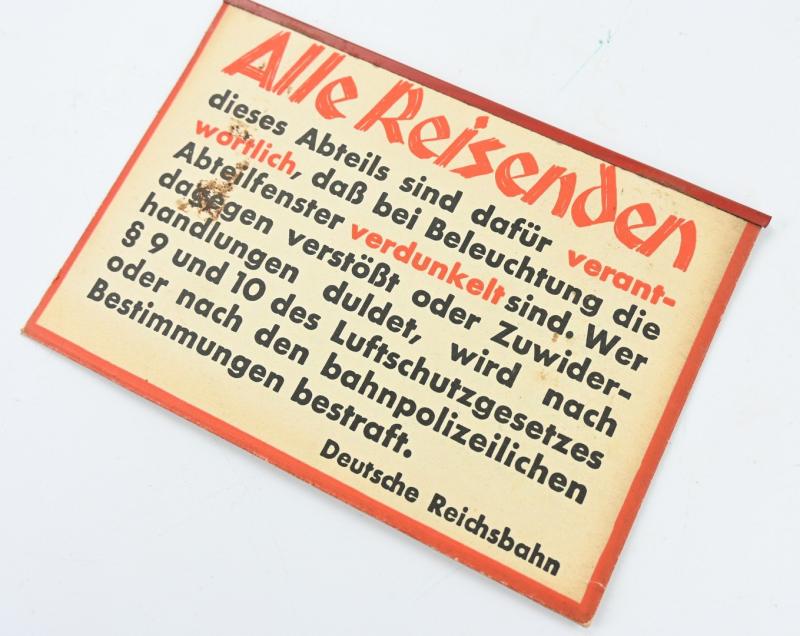 Alle Reisenden
dieses Abteils sind dafür verant-
wortlich, daß bei Beleuchtung die
Abteilfenster verdunkelt sind. Wer
dagegen verstößt oder Zuwider-
handlungen duldet, wird nach
§ 9 und 10 des Luftschutzgesetzes
oder nach den bahnpolizeilichen
Bestimmungen bestraft.
Deutsche Reichsbahn